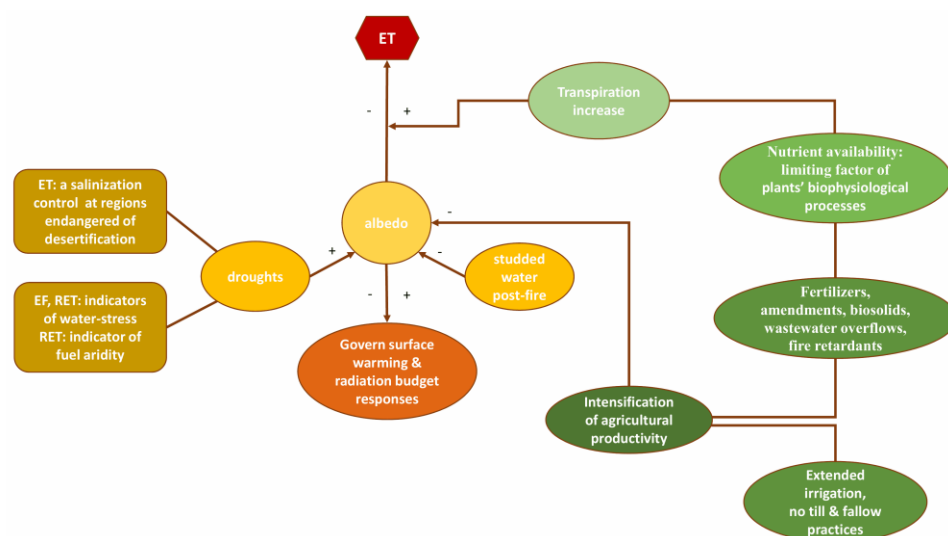 ET
- +
Transpiration
increase
Nutrient availability:
limiting factor of
plants’ biophysiological
processes
ET: a salinization
control at regions
endangered of
desertification
albedo
-
+
-
droughts
studded
water
post-fire
EF, RET: indicators
of water-stress
RET: indicator of
fuel aridity
- +
Fertilizers,
amendments, biosolids,
wastewater overflows,
fire retardants
Govern surface
warming &
radiation budget
responses
Intensification
of agricultural
productivity
Extended
irrigation,
no till & fallow
practices